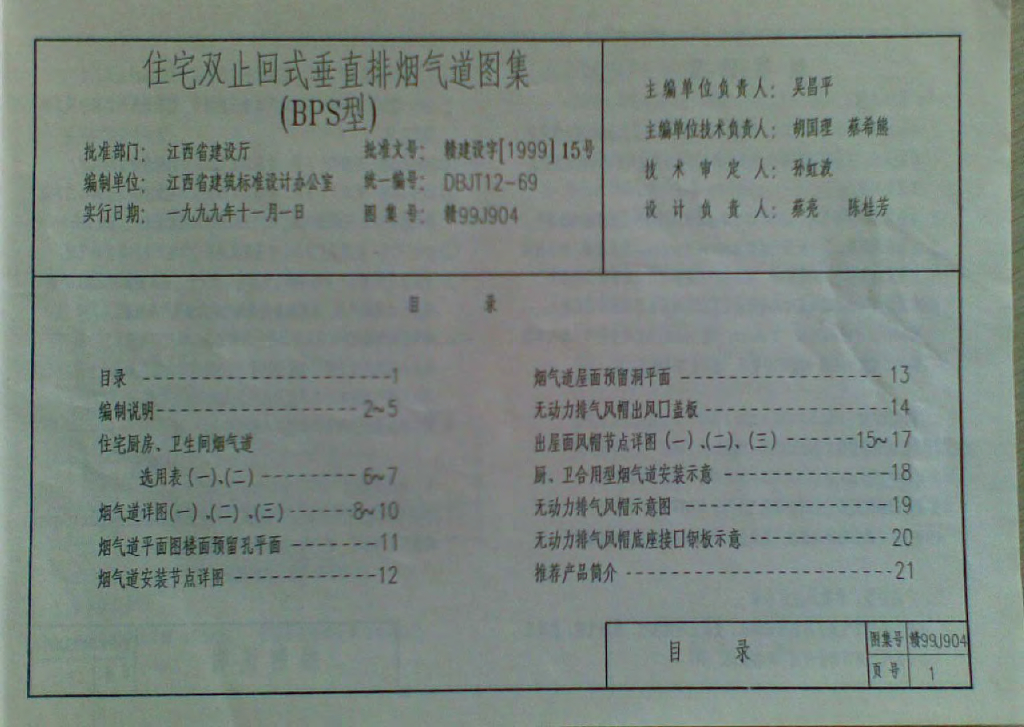 住宅双止回式垂直排烟气道图集
(BPS型)
批准部门： 江西省建设厅 批准文号： 赣建设字[1999]15号
编制单位： 江西省建筑标准设计办公室 统一编号： DBJT12-69
实行日期： 一九九九年十一月一日 图集号： 赣99J904
主编单位负责人： 吴昌平
主编单位技术负责人： 胡国理 蔡希熊
技术审定人： 孙虹波
设计负责人： 蔡亮 陈桂芳
目 录
目录 ----------------------1
编制说明------------------2~5
住宅厨房、卫生间烟气道
选用表(一)、(二)---------6~7
烟气道详图(一)、(二)、(三)------8~10
烟气道平面图楼面预留孔平面 --------11
烟气道安装节点详图 -------------12
烟气道屋面预留洞平面 ------------------13
无动力排气风帽出风口盖板----------------14
出屋面风帽节点详图(一)、(二)、(三)------15~17
厨、卫合用型烟气道安装示意 --------------18
无动力排气风帽示意图 -----------------19
无动力排气风帽底座接口钢板示意 ------------20
推荐产品简介 -----------------------21
目 录
图集号 赣99J904
页号 1